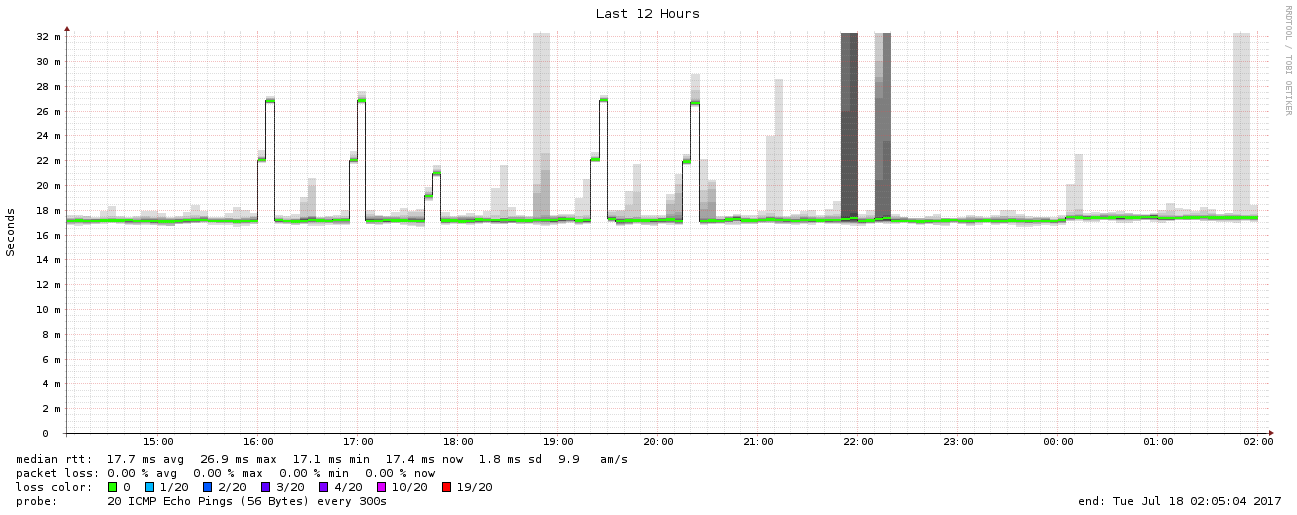 Last 12 Hours
RRDTOOL / TOBI OETIKER
Seconds
32 m
30 m
28 m
26 m
24 m
22 m
20 m
18 m
16 m
14 m
12 m
10 m
8 m
6 m
4 m
2 m
0
15:00 16:00 17:00 18:00 19:00 20:00 21:00 22:00 23:00 00:00 01:00 02:00
median rtt: 17.7 ms avg 26.9 ms max 17.1 ms min 17.4 ms now 1.8 ms sd 9.9 am/s
packet loss: 0.00 % avg 0.00 % max 0.00 % min 0.00 % now
loss color: 0 1/20 2/20 3/20 4/20 10/20 19/20
probe: 20 ICMP Echo Pings (56 Bytes) every 300s end: Tue Jul 18 02:05:04 2017